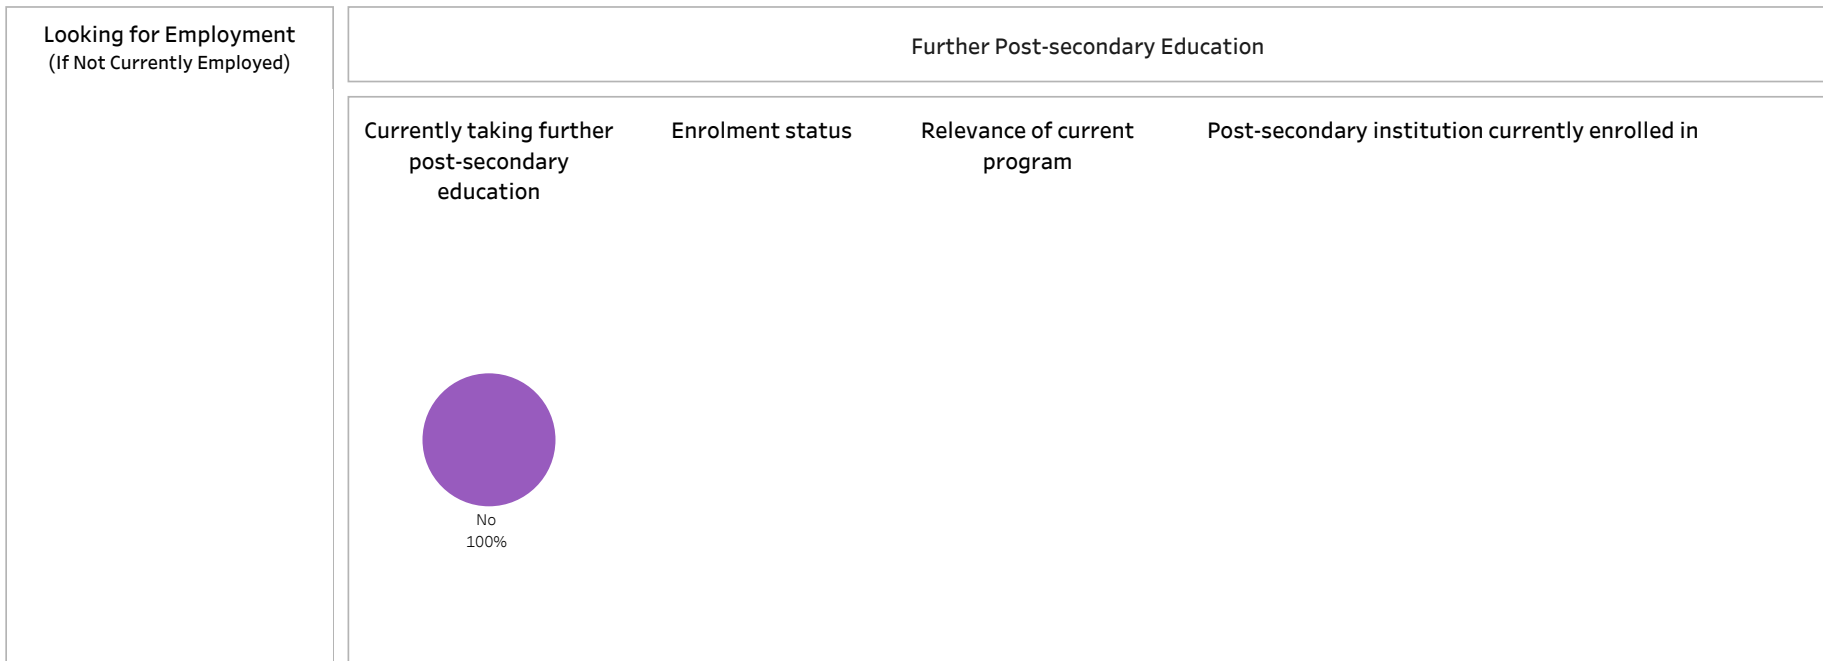 Looking for Employment
(If Not Currently Employed)
Further Post-secondary Education
Currently taking further
post-secondary
education
Enrolment status
Relevance of current
program
Post-secondary institution currently enrolled in
No
100%